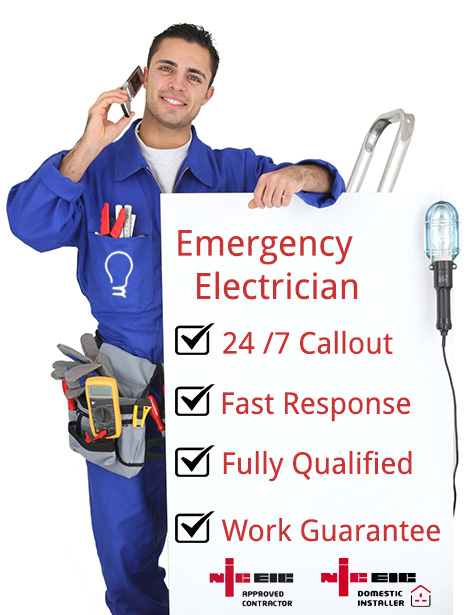 Emergency
Electrician
24 /7 Callout
Fast Response
Fully Qualified
Work Guarantee
NICEIC NICEIC
APPROVED DOMESTIC
CONTRACTOR INSTALLER